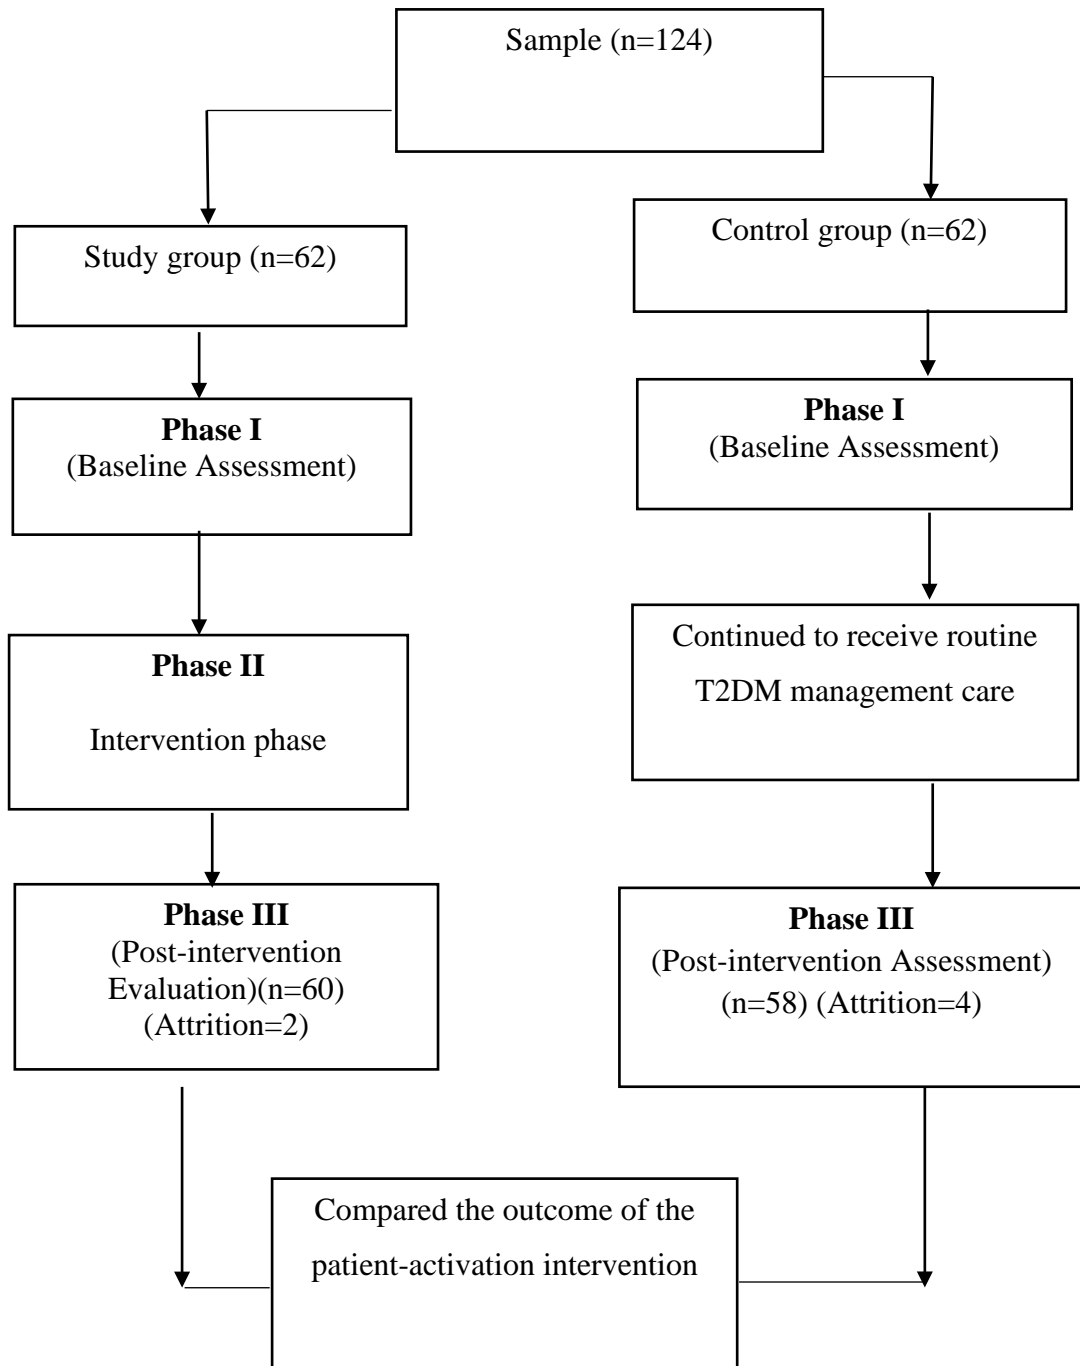 Sample (n=124)
Study group (n=62)
Control group (n=62)
Phase I
(Baseline Assessment)
Phase I
(Baseline Assessment)
Phase II
Intervention phase
Continued to receive routine
T2DM management care
Phase III
(Post-intervention
Evaluation)(n=60)
(Attrition=2)
Phase III
(Post-intervention Assessment)
(n=58) (Attrition=4)
Compared the outcome of the
patient-activation intervention